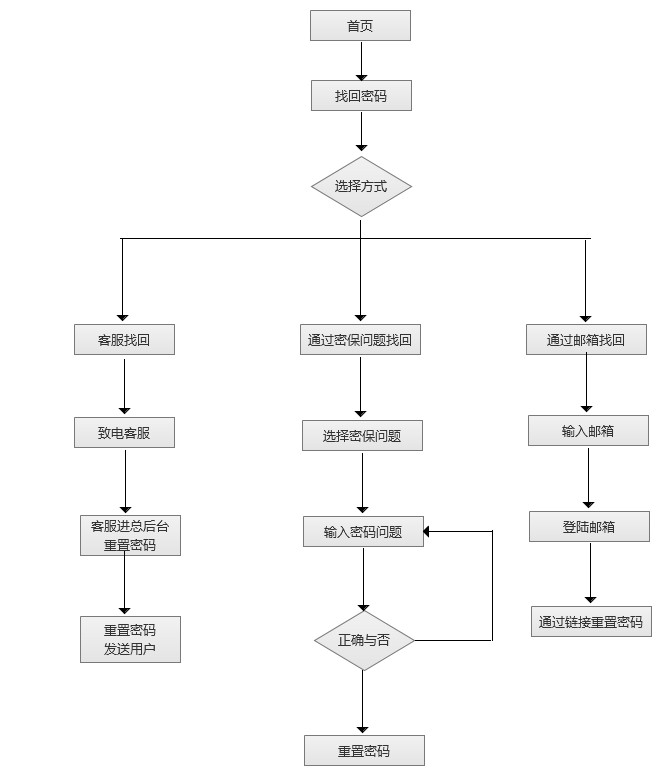 首页
找回密码
选择方式
客服找回
通过密保问题找回
通过邮箱找回
致电客服
选择密保问题
输入邮箱
客服进总后台
重置密码
输入密码问题
登陆邮箱
重置密码
发送用户
正确与否
通过链接重置密码
重置密码